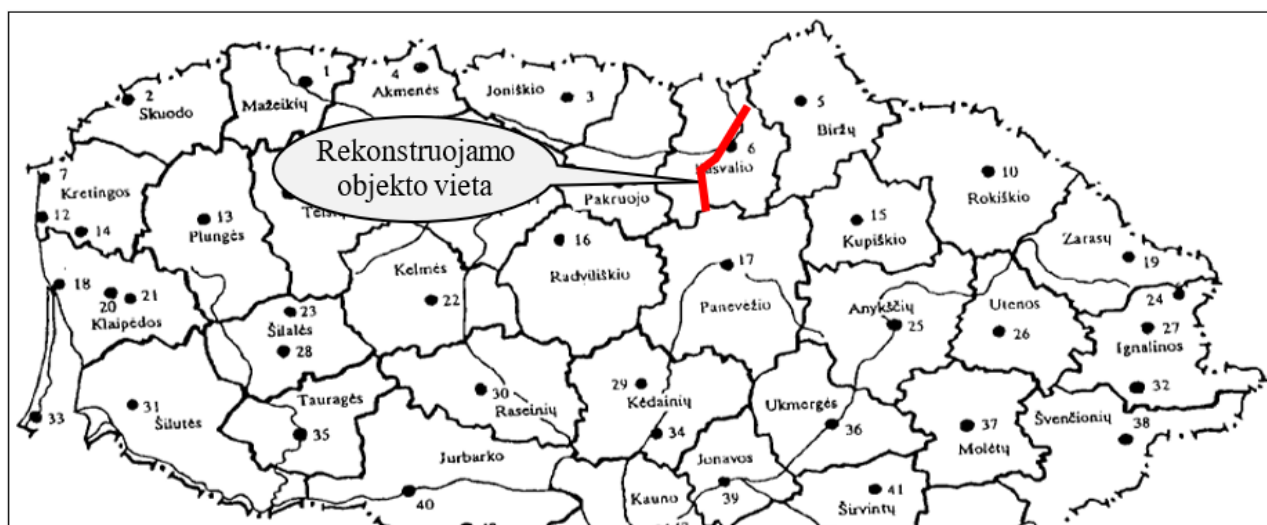 1
4
2
Skuodo
Mažeikių
Akmenės
Joniškio
3
5
Biržų
Rekonstruojamo
objekto vieta
6
7
Kretingos
Pakruojo
10
Rokiškio
12
14
13
Plungės
16
Radviliškio
15
Kupiškio
Zarasų
19
Kelmės
22
17
Panevėžio
18
20
21
Klaipėdos
23
Šilalės
28
Anykščių
25
Utenos
26
24
27
Ignalinos
32
29
Kėdainių
30
Raseinių
31
Šilutės
33
Tauragės
35
34
Ukmergės
36
37
Molėtų
Švenčionių
38
Jurbarko
40
Jonavos
39
Kauno
41
Širvintų